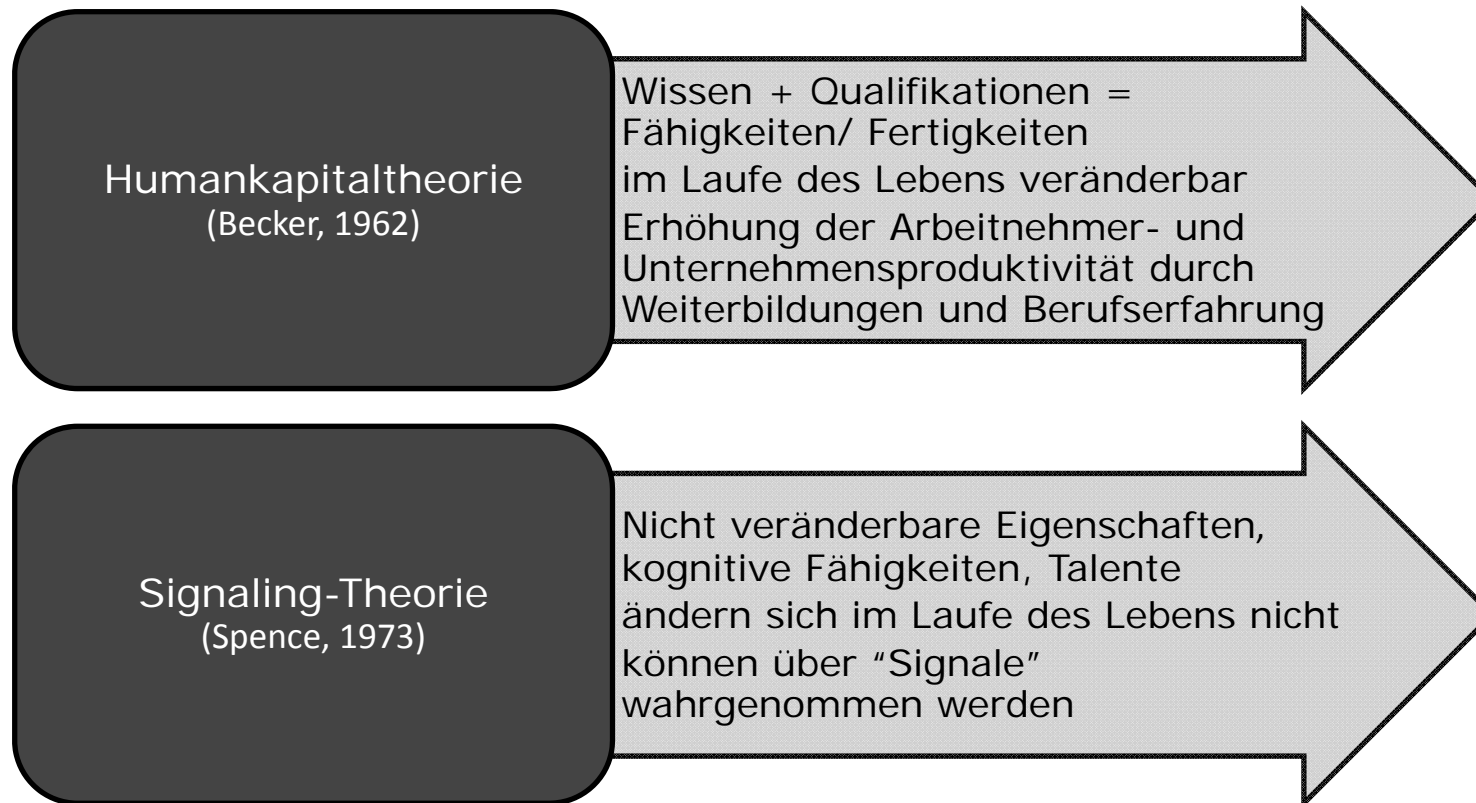 Humankapitaltheorie
(Becker, 1962)
Wissen + Qualifikationen =
Fähigkeiten/ Fertigkeiten
im Laufe des Lebens veränderbar
Erhöhung der Arbeitnehmer- und
Unternehmensproduktivität durch
Weiterbildungen und Berufserfahrung
Signaling-Theorie
(Spence, 1973)
Nicht veränderbare Eigenschaften,
kognitive Fähigkeiten, Talente
ändern sich im Laufe des Lebens nicht
können über “Signale”
wahrgenommen werden